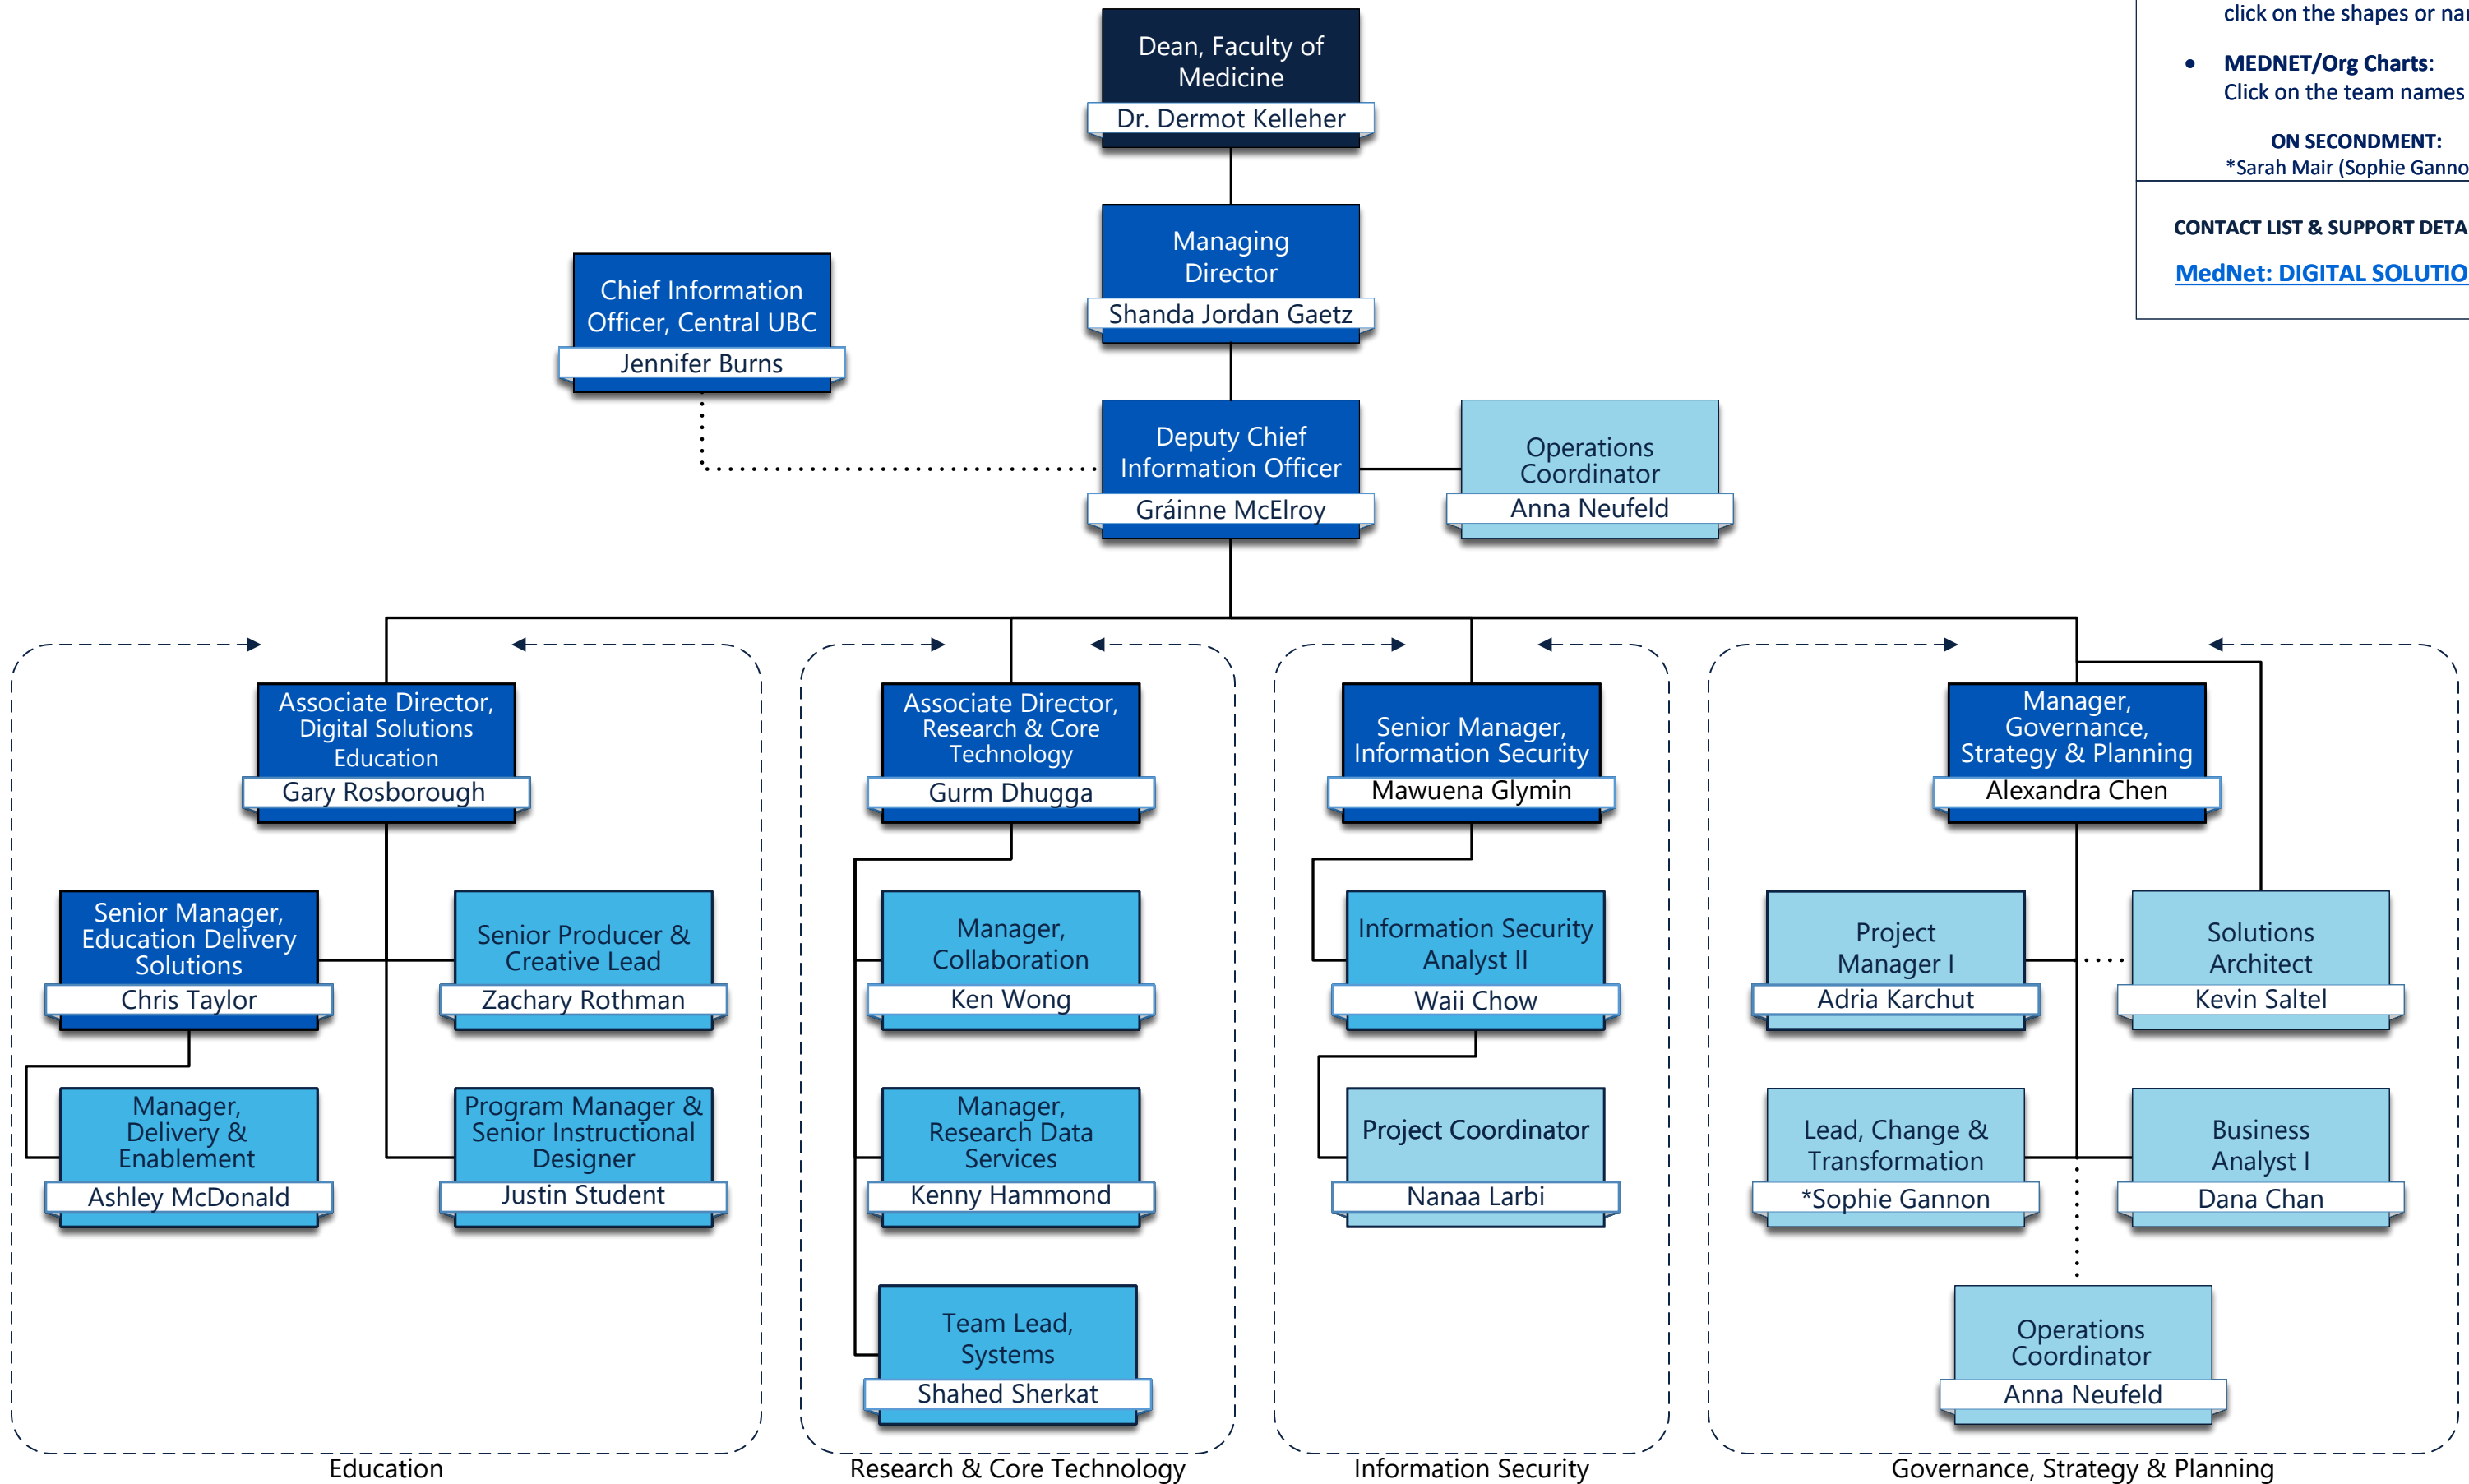 Dean, Faculty of
Medicine
Dr. Dermot Kelleher
click on the shapes or
• MEDNET/Org Charts:
Click on the team names
ON SECONDMENT:
*Sarah Mair (Sophie
CONTACT LIST & SUPPORT
MedNet: DIGITAL
Managing
Director
Shanda Jordan Gaetz
Chief Information
Officer, Central UBC
Jennifer Burns
Deputy Chief
Information Officer
Gráinne McElroy
Operations
Coordinator
Anna Neufeld
Associate Director,
Digital Solutions
Education
Gary Rosborough
Senior Manager,
Education Delivery
Solutions
Chris Taylor
Senior Producer &
Creative Lead
Zachary Rothman
Manager,
Delivery &
Enablement
Ashley McDonald
Program Manager &
Senior Instructional
Designer
Justin Student
Education
Associate Director,
Research & Core
Technology
Gurm Dhugga
Manager,
Collaboration
Ken Wong
Manager,
Research Data
Services
Kenny Hammond
Team Lead,
Systems
Shahed Sherkat
Research & Core Technology
Senior Manager,
Information Security
Mawuena Glymin
Information Security
Analyst II
Waii Chow
Project Coordinator
Nanaa Larbi
Information Security
Manager,
Governance,
Strategy & Planning
Alexandra Chen
Project
Manager I
Adria Karchut
Solutions
Architect
Kevin Saltel
Lead, Change &
Transformation
*Sophie Gannon
Business
Analyst I
Dana Chan
Operations
Coordinator
Anna Neufeld
Governance, Strategy & Planning